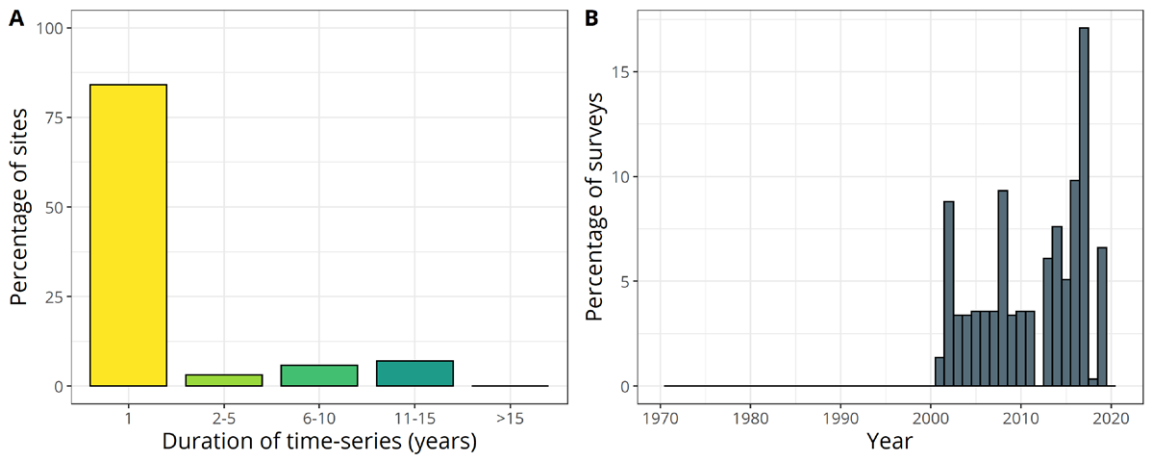 A
Percentage of sites
100
75
50
25
0
1 2-5 6-10 11-15 >15
Duration of time-series (years)
B
Percentage of surveys
15
10
5
0
1970 1980 1990 2000 2010 2020
Year